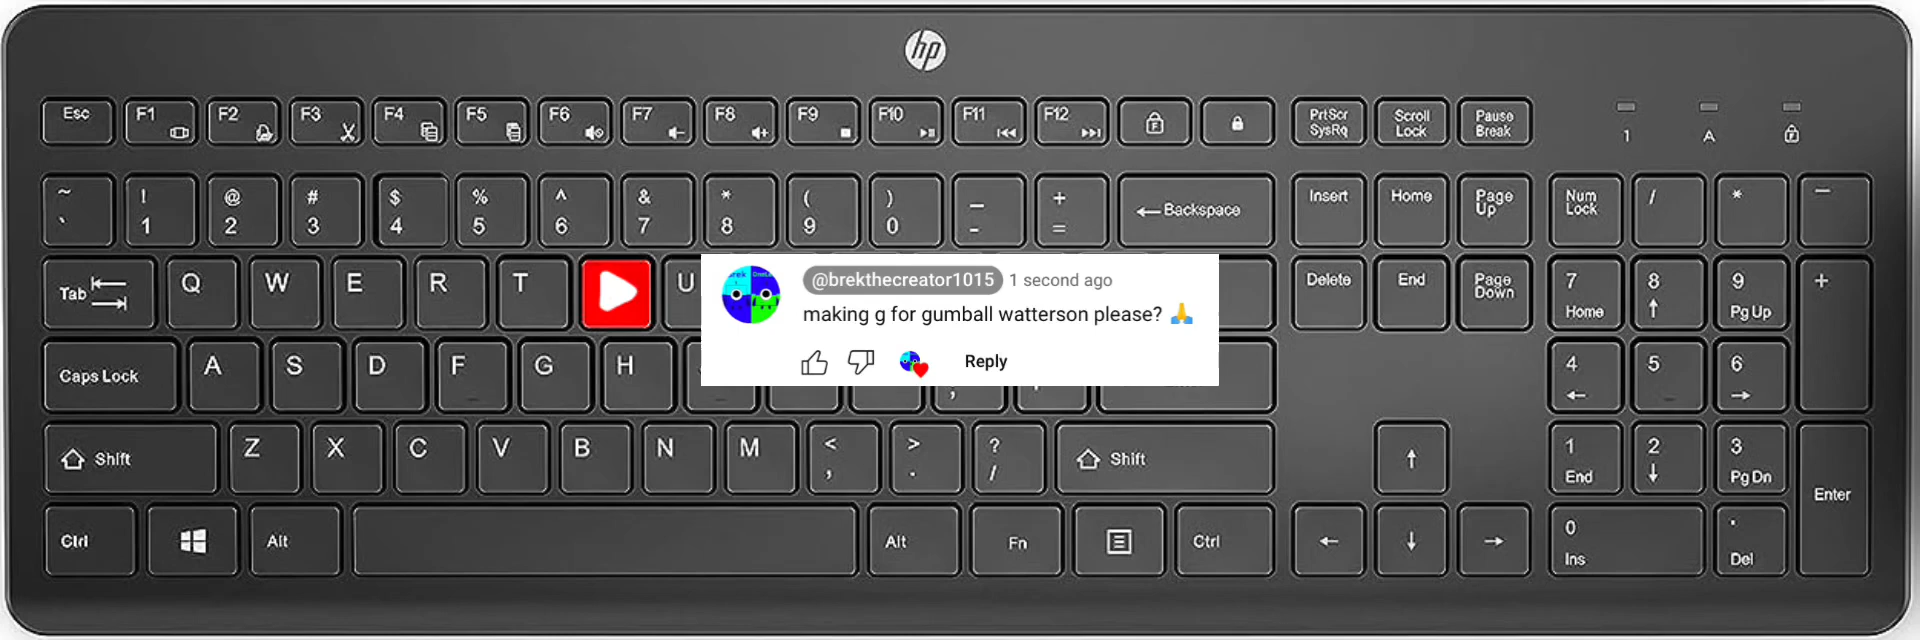 hp
Esc F1 F2 F3 F4 F5 F6 F7 F8 F9 F10 F11 F12 F PrtScr SysRq Scroll Lock Pause Break 1 A F
~ ` ! 1 @ 2 # 3 $ 4 % 5 ^ 6 & 7 * 8 ( 9 ) 0 _ - + = ←Backspace Insert Home Page Up Num Lock / * −
Tab Q W E R T U Delete End Page Down 7 Home 8 ↑ 9 PgUp +
@brekthecreator1015 1 second ago
making g for gumball watterson please? 🙏
Reply
Caps Lock A S D F G H ; 4 ← 5 6 →
Shift Z X C V B N M < , > . ? / Shift ↑ 1 End 2 ↓ 3 PgDn
Enter
Ctrl Alt Alt Fn Ctrl ← ↓ → 0 Ins . Del